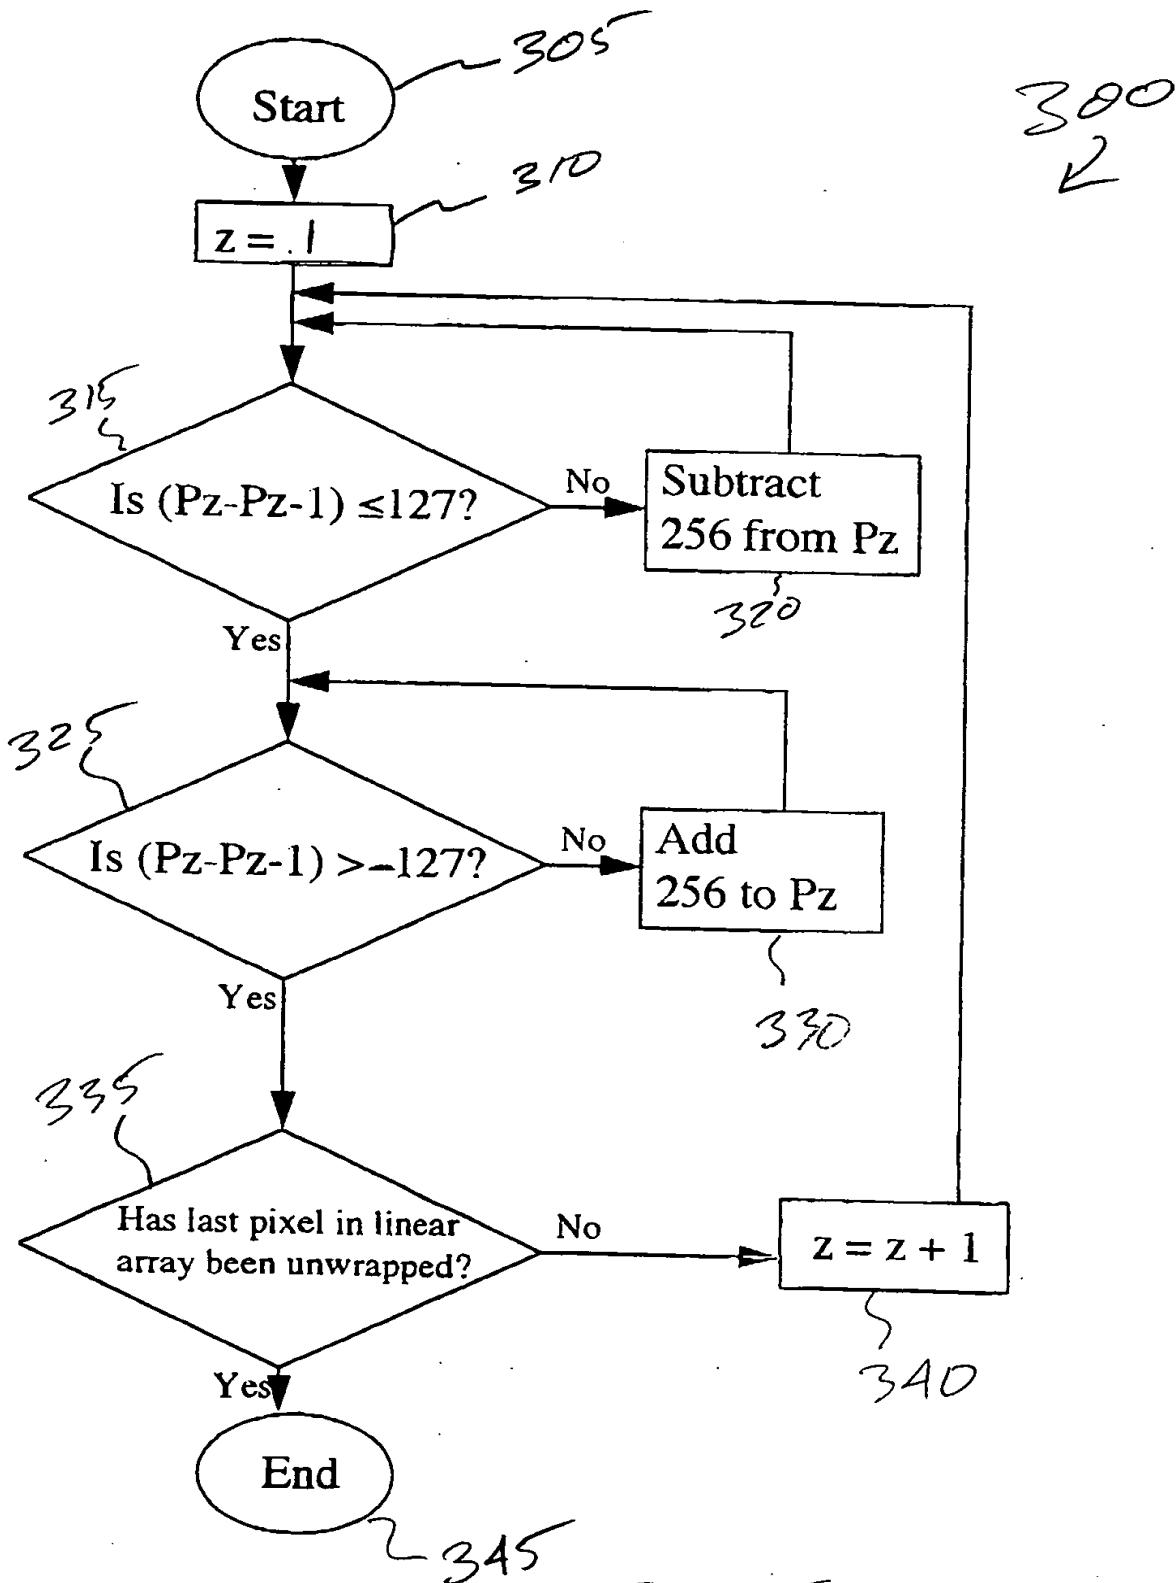 305
Start
300
310
z = 1
315
Is (Pz-Pz-1) ≤127?
No
Subtract
256 from Pz
320
Yes
325
Is (Pz-Pz-1) >-127?
No
Add
256 to Pz
330
Yes
335
Has last pixel in linear
array been unwrapped?
No
z = z + 1
340
Yes
End
345